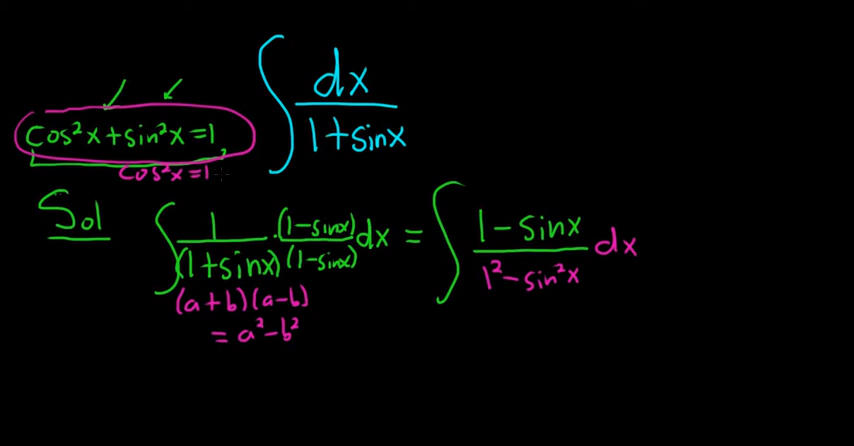 ∫ dx / (1+sinx)
cos²x + sin²x = 1
cos²x = 1 -
Sol ∫ 1/(1+sinx) · (1-sinx)/(1-sinx) dx = ∫ (1-sinx)/(1²-sin²x) dx
(a+b)(a-b)
= a²-b²